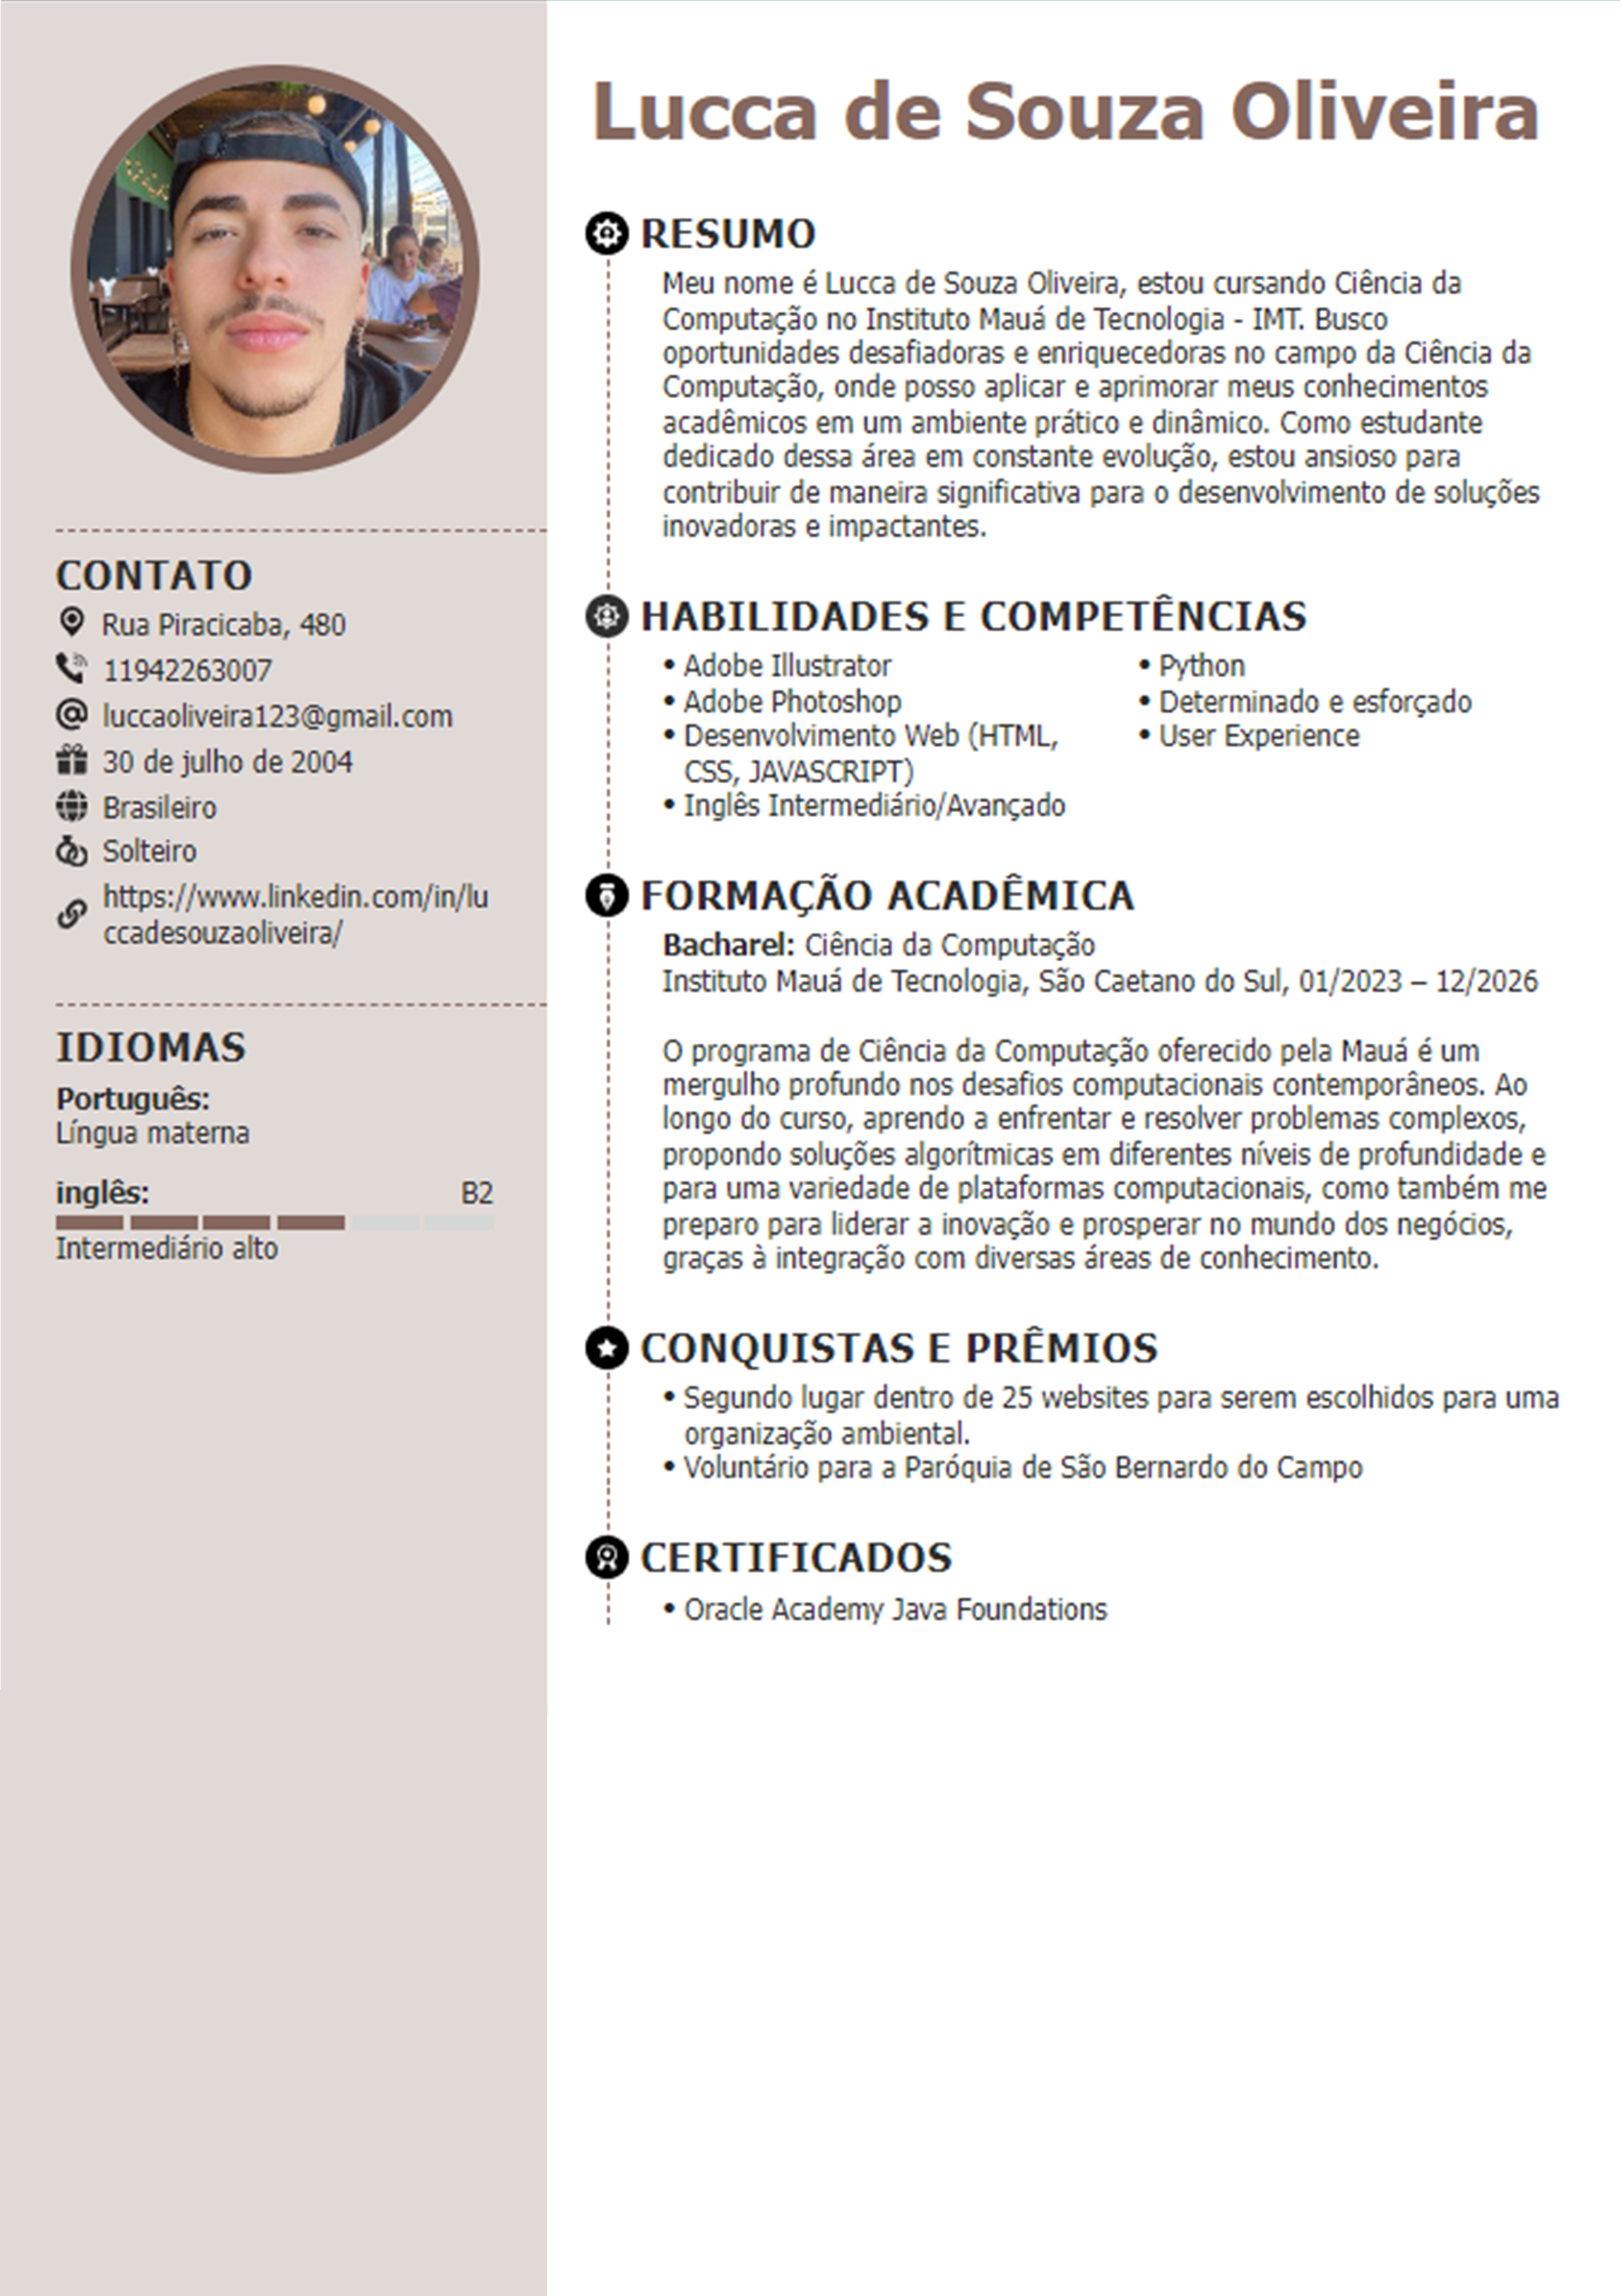 Lucca de Souza Oliveira
CONTATO
Rua Piracicaba, 480
11942263007
luccaoliveira123@gmail.com
30 de julho de 2004
Brasileiro
Solteiro
https://www.linkedin.com/in/lu
ccadesouzaoliveira/
IDIOMAS
Português:
Língua materna
inglês: B2
Intermediário alto
RESUMO
Meu nome é Lucca de Souza Oliveira, estou cursando Ciência da
Computação no Instituto Mauá de Tecnologia - IMT. Busco
oportunidades desafiadoras e enriquecedoras no campo da Ciência da
Computação, onde posso aplicar e aprimorar meus conhecimentos
acadêmicos em um ambiente prático e dinâmico. Como estudante
dedicado dessa área em constante evolução, estou ansioso para
contribuir de maneira significativa para o desenvolvimento de soluções
inovadoras e impactantes.
HABILIDADES E COMPETÊNCIAS
• Adobe Illustrator
• Adobe Photoshop
• Desenvolvimento Web (HTML,
CSS, JAVASCRIPT)
• Inglês Intermediário/Avançado
• Python
• Determinado e esforçado
• User Experience
FORMAÇÃO ACADÊMICA
Bacharel: Ciência da Computação
Instituto Mauá de Tecnologia, São Caetano do Sul, 01/2023 – 12/2026
O programa de Ciência da Computação oferecido pela Mauá é um
mergulho profundo nos desafios computacionais contemporâneos. Ao
longo do curso, aprendo a enfrentar e resolver problemas complexos,
propondo soluções algorítmicas em diferentes níveis de profundidade e
para uma variedade de plataformas computacionais, como também me
preparo para liderar a inovação e prosperar no mundo dos negócios,
graças à integração com diversas áreas de conhecimento.
CONQUISTAS E PRÊMIOS
• Segundo lugar dentro de 25 websites para serem escolhidos para uma
organização ambiental.
• Voluntário para a Paróquia de São Bernardo do Campo
CERTIFICADOS
• Oracle Academy Java Foundations